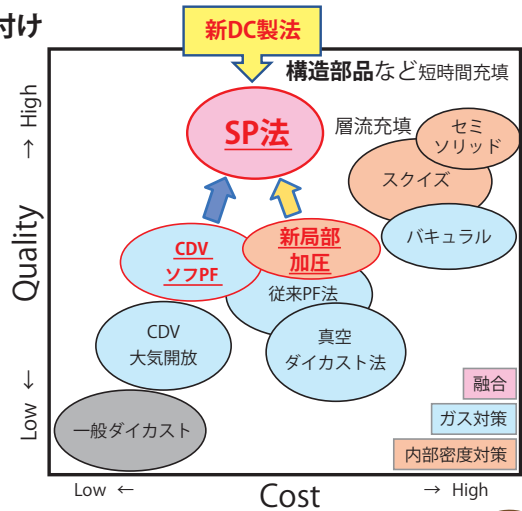 付け
新DC製法
構造部品など短時間充填
SP法
層流充填
セミ
ソリッド
スクイズ
バキュラル
CDV
ソフPF
新局部
加圧
従来PF法
CDV
大気開放
真空
ダイカスト法
一般ダイカスト
融合
ガス対策
内部密度対策
Low ← Quality → High
Low ← Cost → High